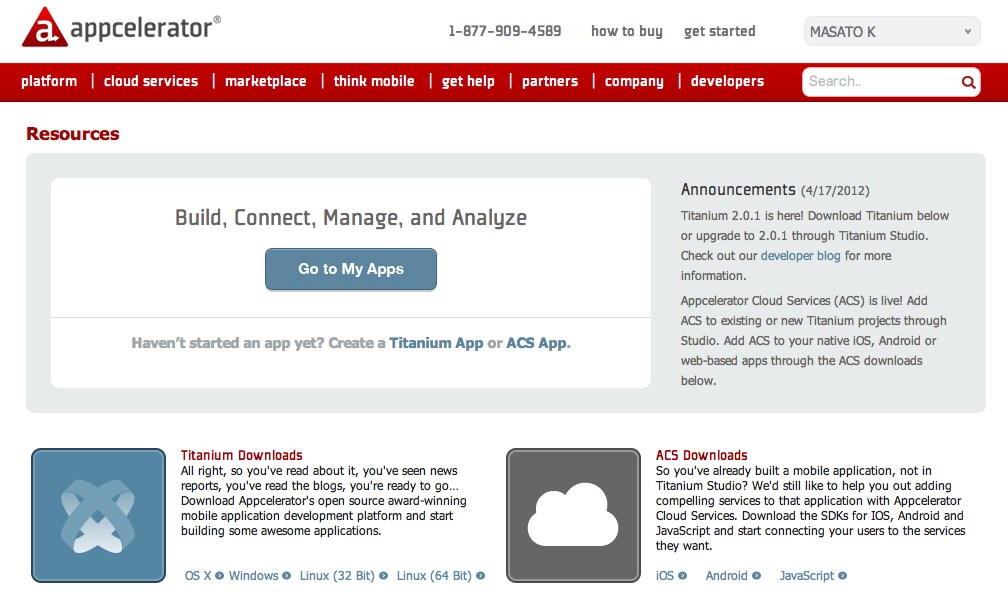 appcelerator®
1-877-909-4589 how to buy get started MASATO K
platform | cloud services | marketplace | think mobile | get help | partners | company | developers Search..
Resources
Build, Connect, Manage, and Analyze
Go to My Apps
Haven't started an app yet? Create a Titanium App or ACS App.
Announcements (4/17/2012)
Titanium 2.0.1 is here! Download Titanium below
or upgrade to 2.0.1 through Titanium Studio.
Check out our developer blog for more
information.
Appcelerator Cloud Services (ACS) is live! Add
ACS to existing or new Titanium projects through
Studio. Add ACS to your native iOS, Android or
web-based apps through the ACS downloads
below.
Titanium Downloads
All right, so you've read about it, you've seen news
reports, you've read the blogs, you're ready to go...
Download Appcelerator's open source award-winning
mobile application development platform and start
building some awesome applications.
OS X Windows Linux (32 Bit) Linux (64 Bit)
ACS Downloads
So you've already built a mobile application, not in
Titanium Studio? We'd still like to help you out adding
compelling services to that application with Appcelerator
Cloud Services. Download the SDKs for IOS, Android and
JavaScript and start connecting your users to the services
they want.
iOS Android JavaScript